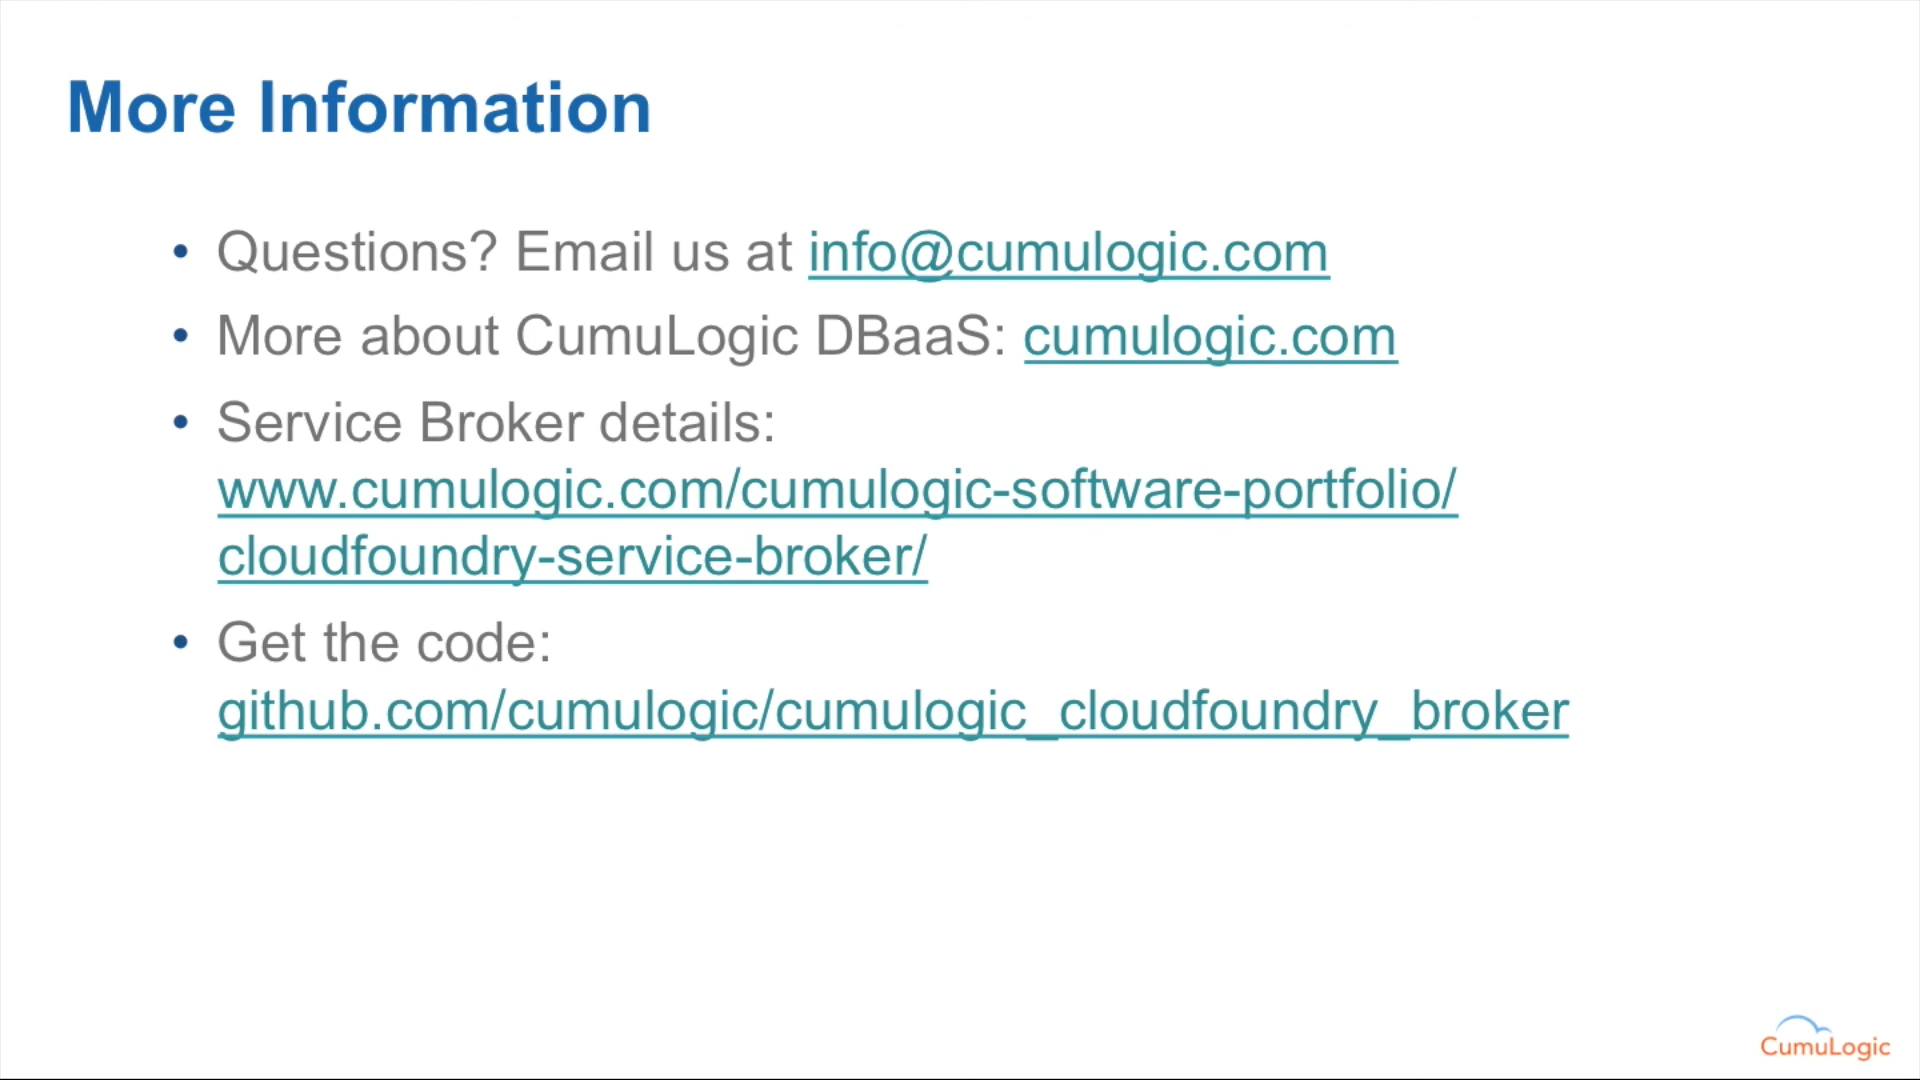 More Information
• Questions? Email us at info@cumulogic.com
• More about CumuLogic DBaaS: cumulogic.com
• Service Broker details:
www.cumulogic.com/cumulogic-software-portfolio/
cloudfoundry-service-broker/
• Get the code:
github.com/cumulogic/cumulogic_cloudfoundry_broker
CumuLogic